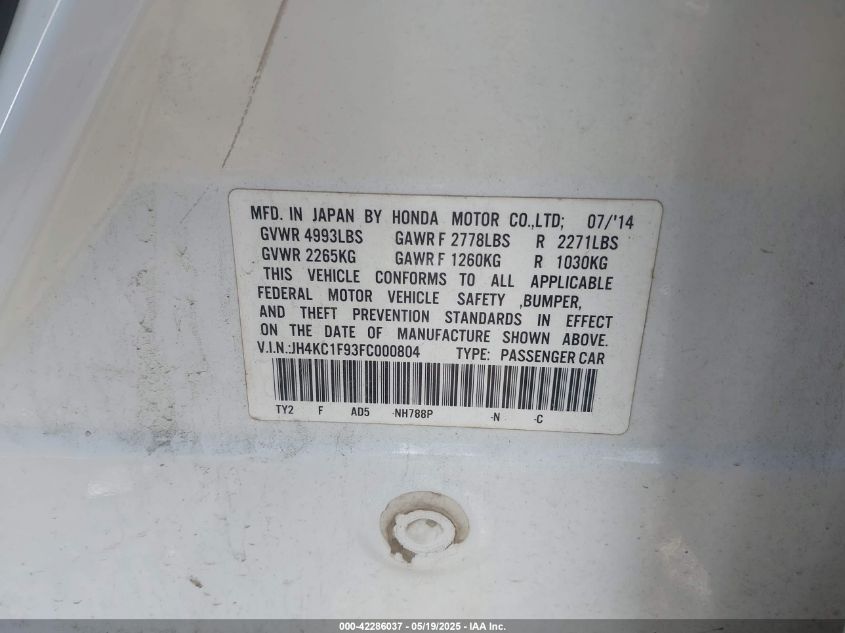 MFD. IN JAPAN BY HONDA MOTOR CO.,LTD; 07/'14
GVWR 4993LBS GAWR F 2778LBS R 2271LBS
GVWR 2265KG GAWR F 1260KG R 1030KG
THIS VEHICLE CONFORMS TO ALL APPLICABLE
FEDERAL MOTOR VEHICLE SAFETY ,BUMPER,
AND THEFT PREVENTION STANDARDS IN EFFECT
ON THE DATE OF MANUFACTURE SHOWN ABOVE.
V.I.N.:JH4KC1F93FC000804 TYPE: PASSENGER CAR
TY2 F AD5 -NH788P -N -C
000-42286037 - 05/19/2025 - IAA Inc.